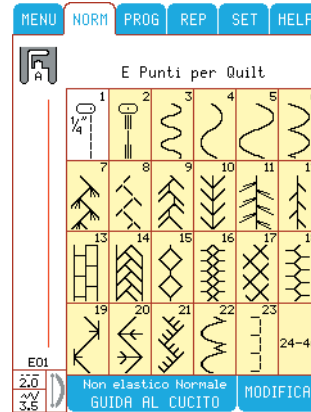 MENU NORM PROG REP SET HELP
A
E Punti per Quilt
1 2 3 4 5
¼"
7 8 9 10 11
13 14 15 16 17
19 20 21 22 23 24-4
E01
2.0
3.5
Non elastico Normale
GUIDA AL CUCITO
MODIFICA